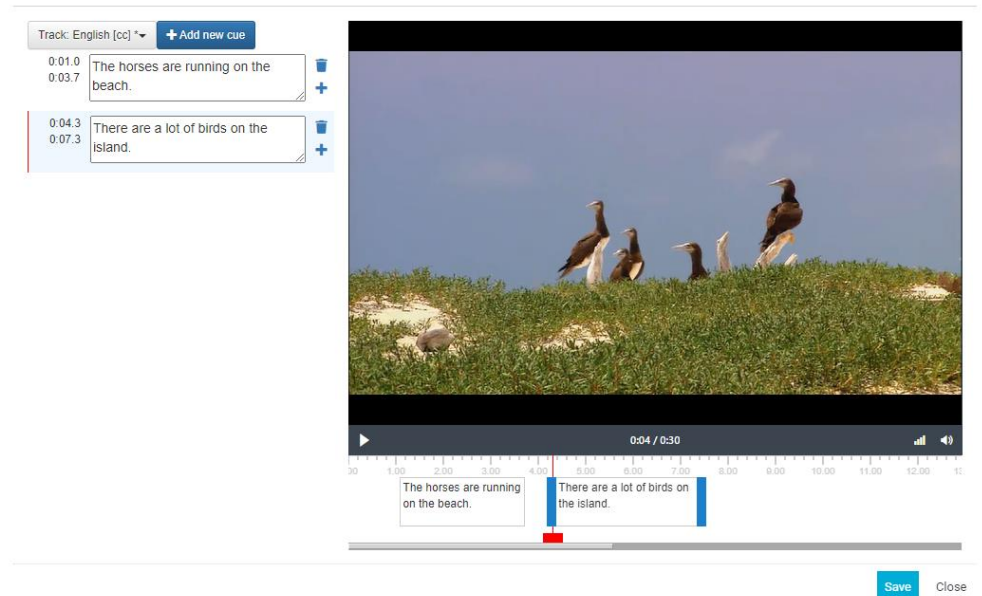 Track: English [cc] *
Add new cue
0:01.0
0:03.7
The horses are running on the
beach.
0:04.3
0:07.3
There are a lot of birds on the
island.
0:04 / 0:30
00 1.00 2.00 3.00 4.00 5.00 6.00 7.00 8.00 9.00 10.00 11.00 12.00 13.
The horses are running
on the beach.
There are a lot of birds on
the island.
Save Close